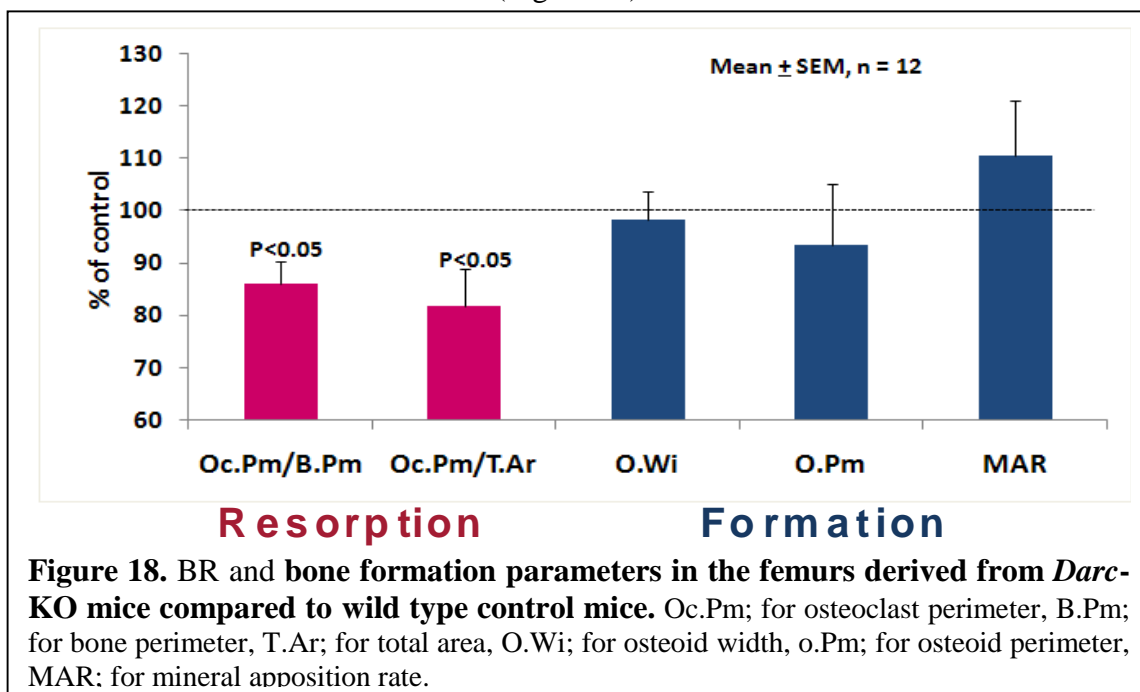 130
Mean ± SEM, n = 12
120
110
% of control
100
90
80
70
60
P<0.05
P<0.05
Oc.Pm/B.Pm Oc.Pm/T.Ar O.Wi O.Pm MAR
Resorption Formation
Figure 18. BR and bone formation parameters in the femurs derived from Darc-
KO mice compared to wild type control mice. Oc.Pm; for osteoclast perimeter, B.Pm;
for bone perimeter, T.Ar; for total area, O.Wi; for osteoid width, o.Pm; for osteoid perimeter,
MAR; for mineral apposition rate.